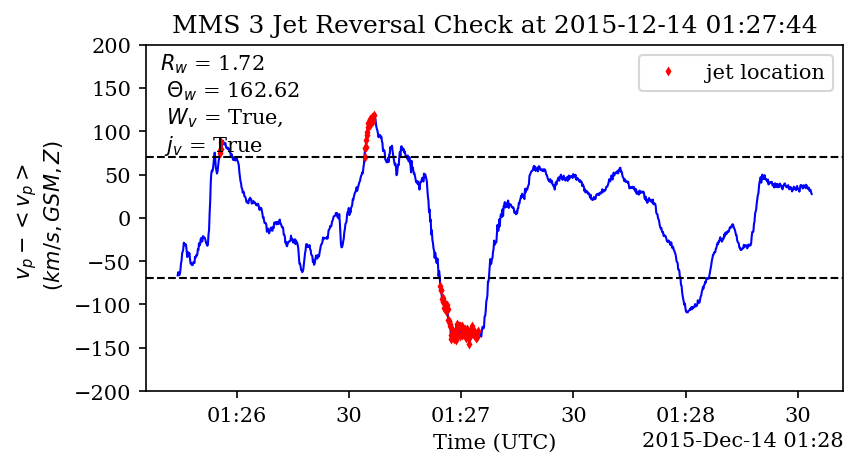 MMS 3 Jet Reversal Check at 2015-12-14 01:27:44
R_w = 1.72
Θ_w = 162.62
W_v = True,
j_v = True
jet location
200
150
100
50
0
−50
−100
−150
−200
v_p − < v_p >
(km/s, GSM, Z)
01:26 30 01:27 30 01:28 30
Time (UTC)
2015-Dec-14 01:28